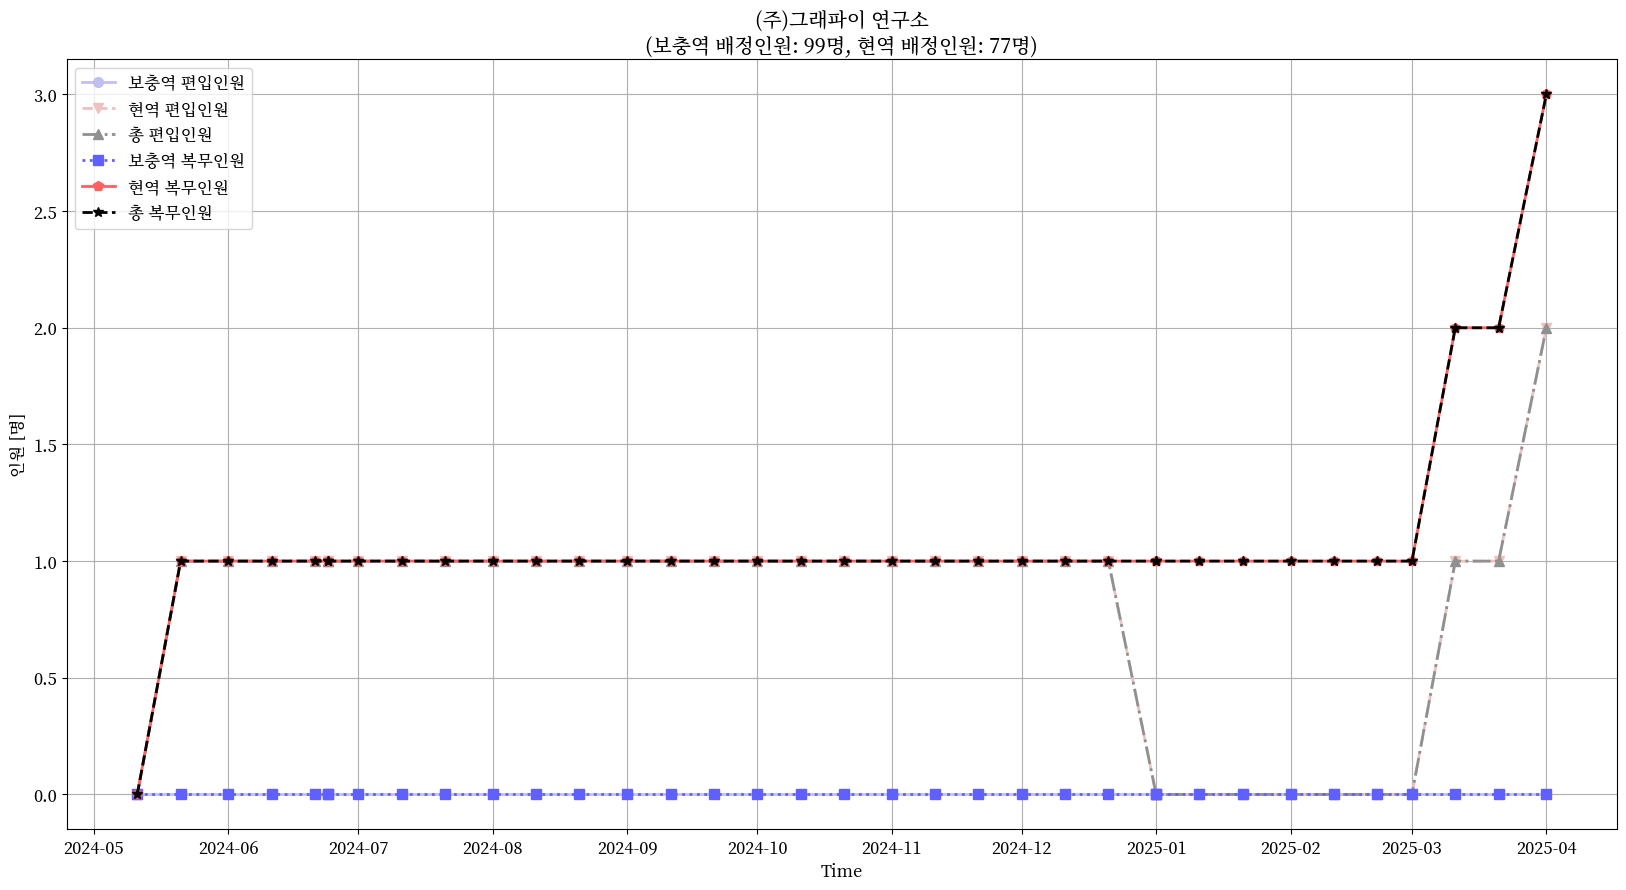 (주)그래파이 연구소
(보충역 배정인원: 99명, 현역 배정인원: 77명)
보충역 편입인원
현역 편입인원
총 편입인원
보충역 복무인원
현역 복무인원
총 복무인원
3.0
2.5
2.0
1.5
1.0
0.5
0.0
인원 [명]
2024-05 2024-06 2024-07 2024-08 2024-09 2024-10 2024-11 2024-12 2025-01 2025-02 2025-03 2025-04
Time